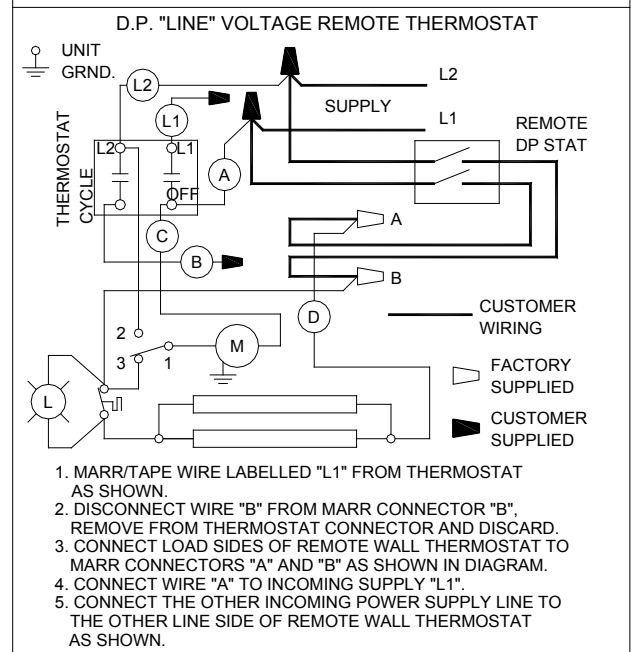 D.P. "LINE" VOLTAGE REMOTE THERMOSTAT
UNIT
GRND.
L2
L2
SUPPLY
L1
L1
REMOTE
DP STAT
THERMOSTAT
CYCLE
L2
L1
OFF
A
C
B
A
B
D
CUSTOMER
WIRING
2
3
1
M
L
FACTORY
SUPPLIED
CUSTOMER
SUPPLIED
1. MARR/TAPE WIRE LABELLED "L1" FROM THERMOSTAT
AS SHOWN.
2. DISCONNECT WIRE "B" FROM MARR CONNECTOR "B",
REMOVE FROM THERMOSTAT CONNECTOR AND DISCARD.
3. CONNECT LOAD SIDES OF REMOTE WALL THERMOSTAT TO
MARR CONNECTORS "A" AND "B" AS SHOWN IN DIAGRAM.
4. CONNECT WIRE "A" TO INCOMING SUPPLY "L1".
5. CONNECT THE OTHER INCOMING POWER SUPPLY LINE TO
THE OTHER LINE SIDE OF REMOTE WALL THERMOSTAT
AS SHOWN.